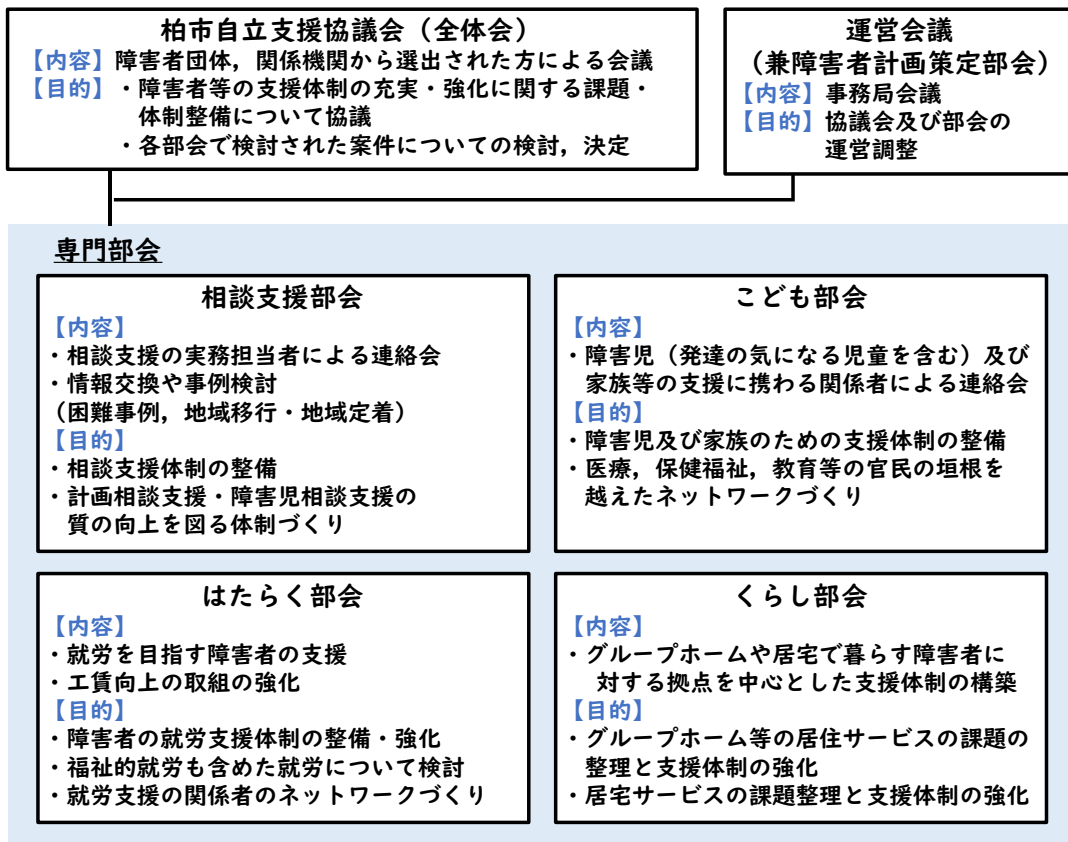 柏市自立支援協議会（全体会）
【内容】障害者団体，関係機関から選出された方による会議
【目的】・障害者等の支援体制の充実・強化に関する課題・
体制整備について協議
・各部会で検討された案件についての検討，決定
運営会議
（兼障害者計画策定部会）
【内容】事務局会議
【目的】協議会及び部会の
運営調整
専門部会
相談支援部会
【内容】
・相談支援の実務担当者による連絡会
・情報交換や事例検討
（困難事例，地域移行・地域定着）
【目的】
・相談支援体制の整備
・計画相談支援・障害児相談支援の
質の向上を図る体制づくり
こども部会
【内容】
・障害児（発達の気になる児童を含む）及び
家族等の支援に携わる関係者による連絡会
【目的】
・障害児及び家族のための支援体制の整備
・医療，保健福祉，教育等の官民の垣根を
越えたネットワークづくり
はたらく部会
【内容】
・就労を目指す障害者の支援
・工賃向上の取組の強化
【目的】
・障害者の就労支援体制の整備・強化
・福祉的就労も含めた就労について検討
・就労支援の関係者のネットワークづくり
くらし部会
【内容】
・グループホームや居宅で暮らす障害者に
対する拠点を中心とした支援体制の構築
【目的】
・グループホーム等の居住サービスの課題の
整理と支援体制の強化
・居宅サービスの課題整理と支援体制の強化